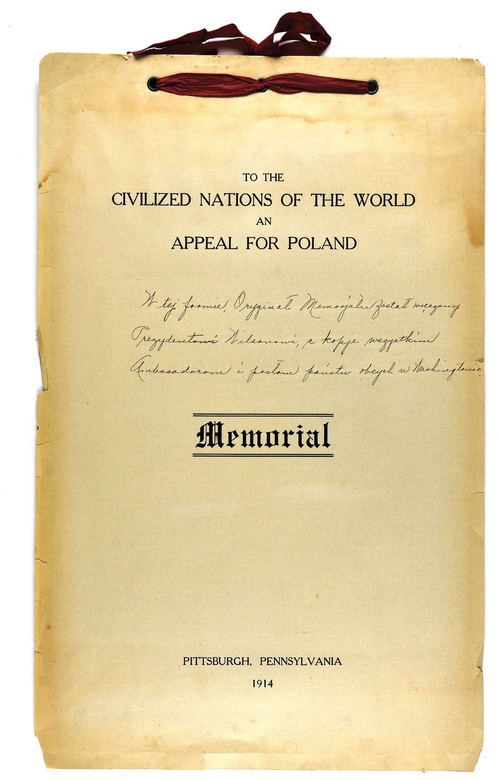 TO THE
CIVILIZED NATIONS OF THE WORLD
AN
APPEAL FOR POLAND
W tej formie, Oryginał Memorjału został wręczony
Prezydentowi Wilsonowi, a kopje wszystkim
Ambasadorom i posłom państw obcych w Washingtonie.
Memorial
PITTSBURGH, PENNSYLVANIA
1914